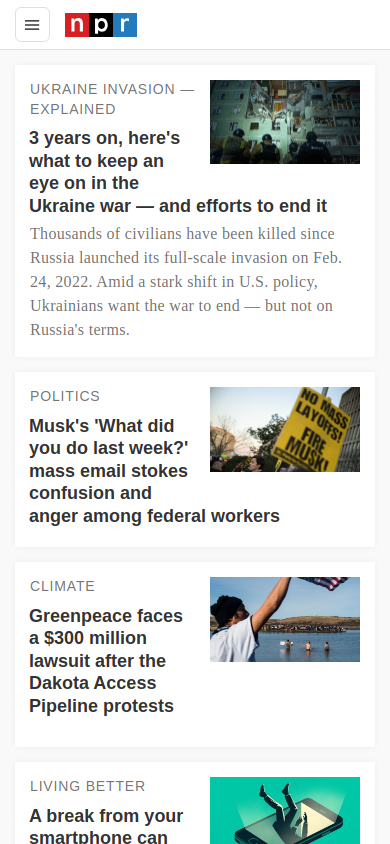 npr
UKRAINE INVASION —
EXPLAINED
3 years on, here's
what to keep an
eye on in the
Ukraine war — and efforts to end it
Thousands of civilians have been killed since
Russia launched its full-scale invasion on Feb.
24, 2022. Amid a stark shift in U.S. policy,
Ukrainians want the war to end — but not on
Russia's terms.
POLITICS
Musk's 'What did
you do last week?'
mass email stokes
confusion and
anger among federal workers
NO MASS
LAYOFFS!
FIRE
MUSK!
CLIMATE
Greenpeace faces
a $300 million
lawsuit after the
Dakota Access
Pipeline protests
LIVING BETTER
A break from your
smartphone can